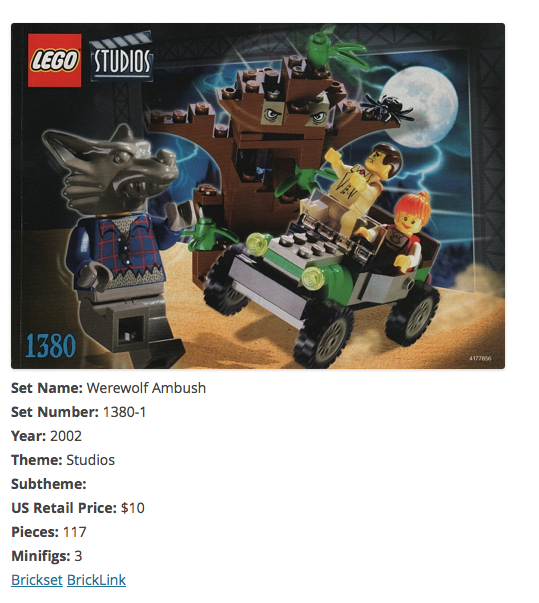 LEGO STUDIOS
1380
4177656
Set Name: Werewolf Ambush
Set Number: 1380-1
Year: 2002
Theme: Studios
Subtheme:
US Retail Price: $10
Pieces: 117
Minifigs: 3
Brickset BrickLink